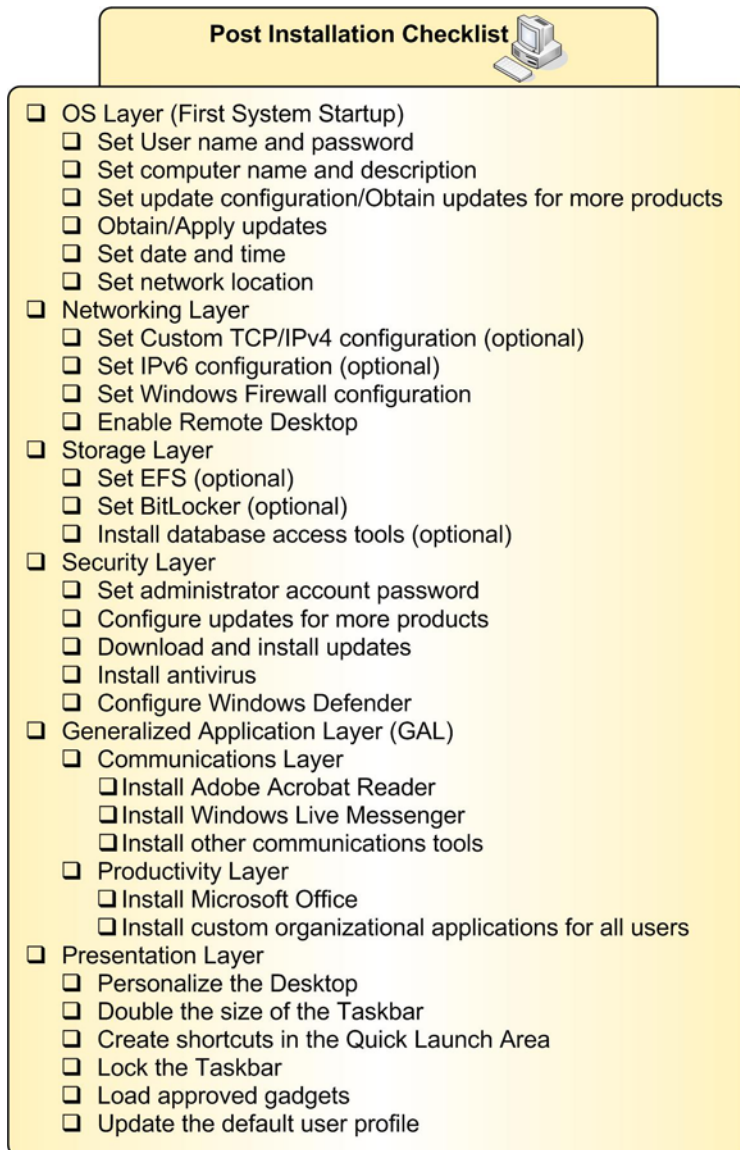 Post Installation Checklist
❑ OS Layer (First System Startup)
❑ Set User name and password
❑ Set computer name and description
❑ Set update configuration/Obtain updates for more products
❑ Obtain/Apply updates
❑ Set date and time
❑ Set network location
❑ Networking Layer
❑ Set Custom TCP/IPv4 configuration (optional)
❑ Set IPv6 configuration (optional)
❑ Set Windows Firewall configuration
❑ Enable Remote Desktop
❑ Storage Layer
❑ Set EFS (optional)
❑ Set BitLocker (optional)
❑ Install database access tools (optional)
❑ Security Layer
❑ Set administrator account password
❑ Configure updates for more products
❑ Download and install updates
❑ Install antivirus
❑ Configure Windows Defender
❑ Generalized Application Layer (GAL)
❑ Communications Layer
❑ Install Adobe Acrobat Reader
❑ Install Windows Live Messenger
❑ Install other communications tools
❑ Productivity Layer
❑ Install Microsoft Office
❑ Install custom organizational applications for all users
❑ Presentation Layer
❑ Personalize the Desktop
❑ Double the size of the Taskbar
❑ Create shortcuts in the Quick Launch Area
❑ Lock the Taskbar
❑ Load approved gadgets
❑ Update the default user profile